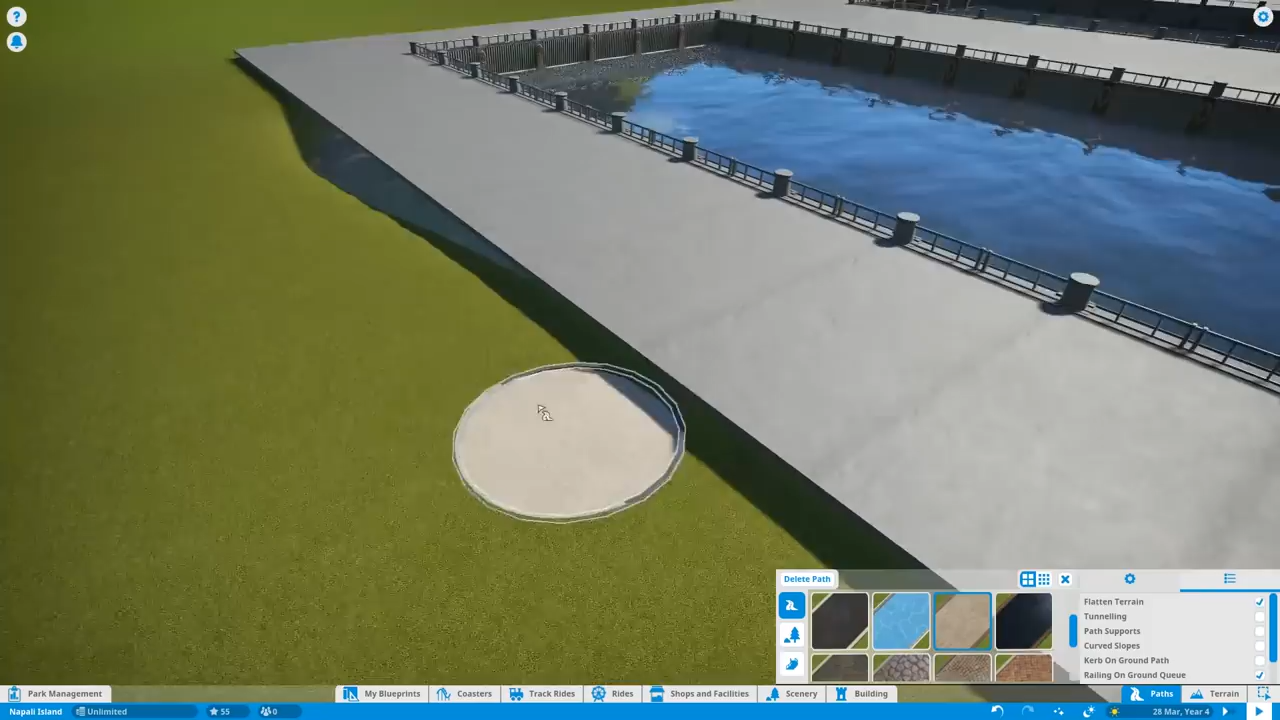 ?
Delete Path
Flatten Terrain
Tunnelling
Path Supports
Curved Slopes
Kerb On Ground Path
Railing On Ground Queue
Park Management
My Blueprints
Coasters
Track Rides
Rides
Shops and Facilities
Scenery
Building
Paths
Terrain
Napali Island
Unlimited
55
0
28 Mar, Year 4